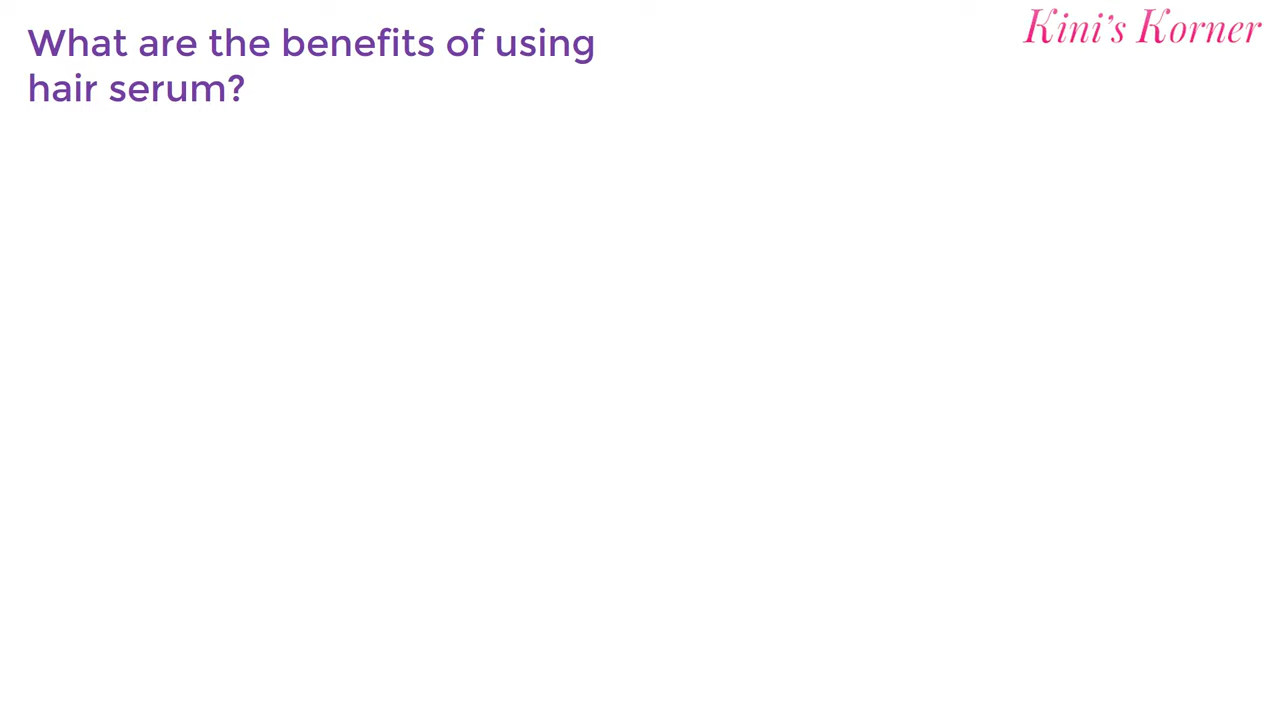 What are the benefits of using
hair serum?
Kini's Korner